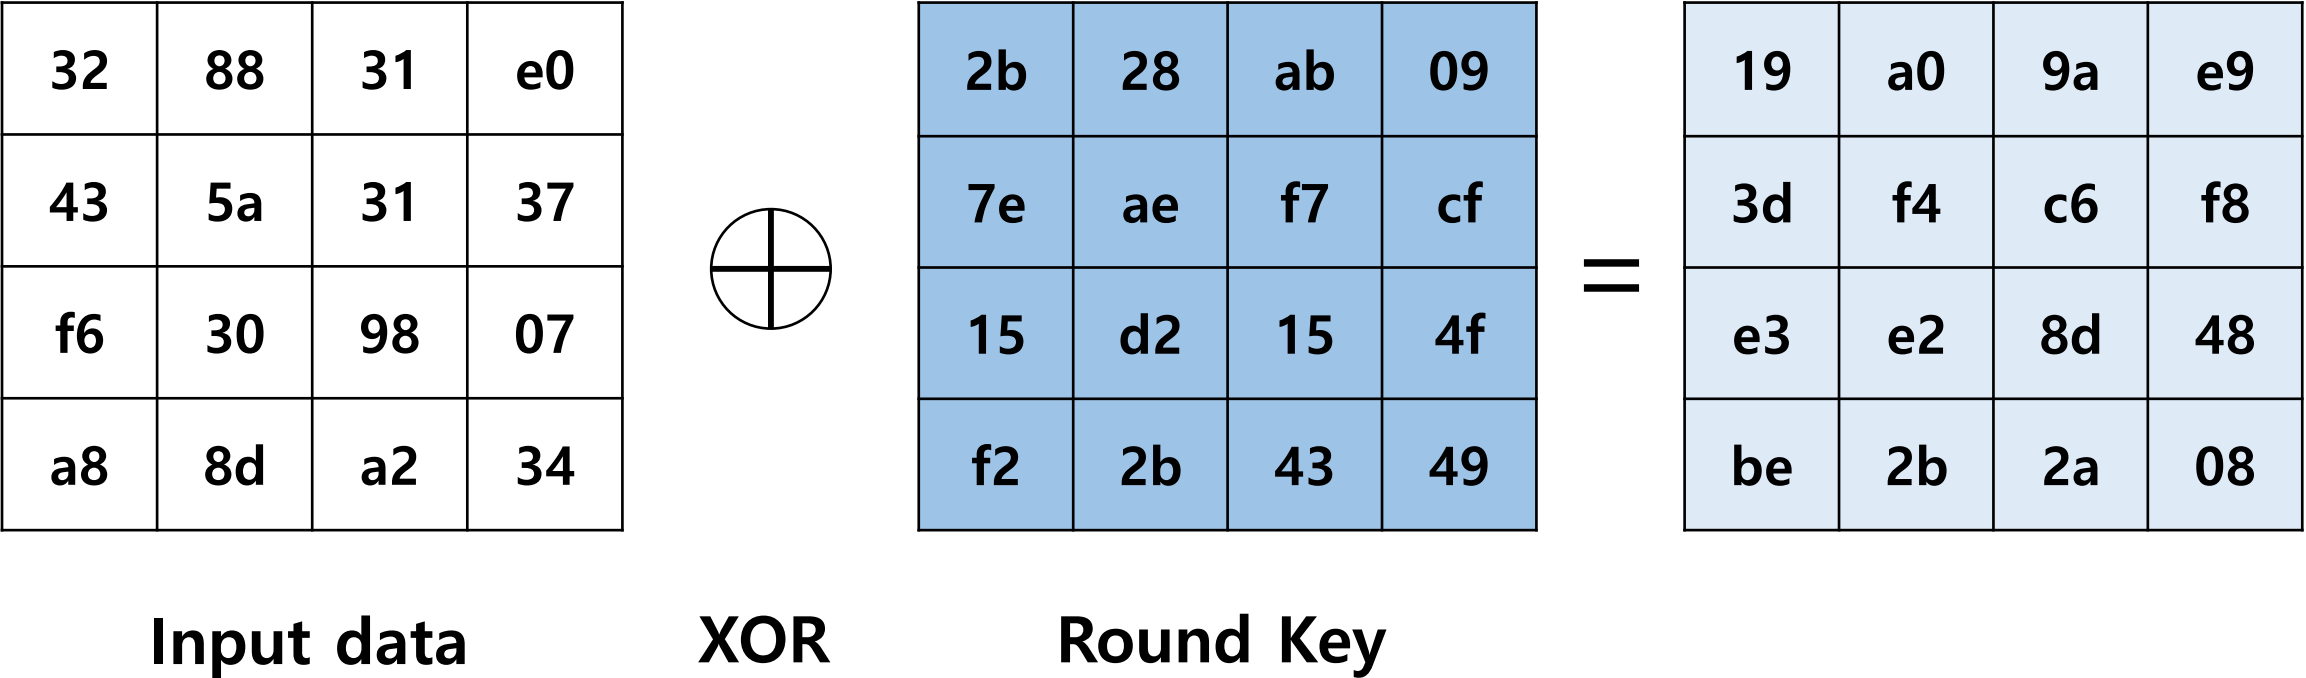 32 88 31 e0 2b 28 ab 09 19 a0 9a e9
43 5a 31 37 7e ae f7 cf 3d f4 c6 f8
f6 30 98 07 15 d2 15 4f e3 e2 8d 48
a8 8d a2 34 f2 2b 43 49 be 2b 2a 08
=
Input data XOR Round Key